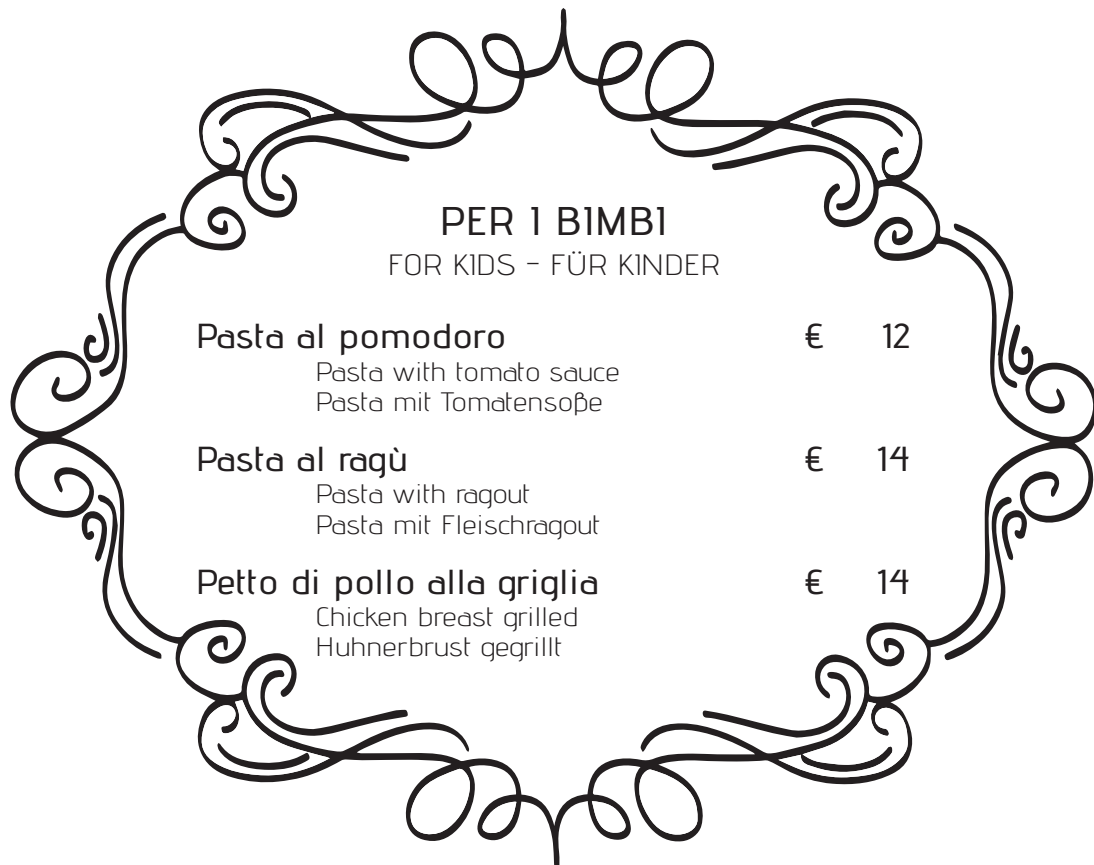 PER I BIMBI
FOR KIDS - FÜR KINDER
Pasta al pomodoro € 12
Pasta with tomato sauce
Pasta mit Tomatensoße
Pasta al ragù € 14
Pasta with ragout
Pasta mit Fleischragout
Petto di pollo alla griglia € 14
Chicken breast grilled
Huhnerbrust gegrillt